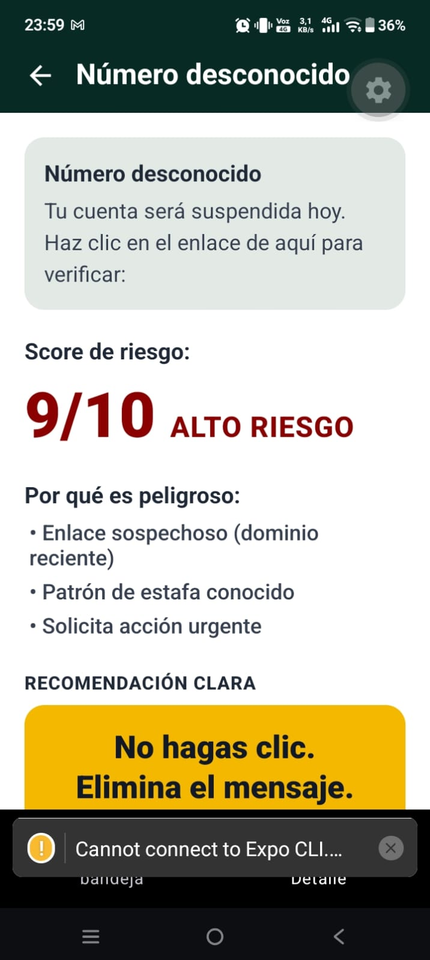 23:59
Voz 4G 3,1 KB/s 4G 36%
Número desconocido
Número desconocido
Tu cuenta será suspendida hoy.
Haz clic en el enlace de aquí para
verificar:
Score de riesgo:
9/10 ALTO RIESGO
Por qué es peligroso:
• Enlace sospechoso (dominio
reciente)
• Patrón de estafa conocido
• Solicita acción urgente
RECOMENDACIÓN CLARA
No hagas clic.
Elimina el mensaje.
Cannot connect to Expo CLI....
bandeja Detalle